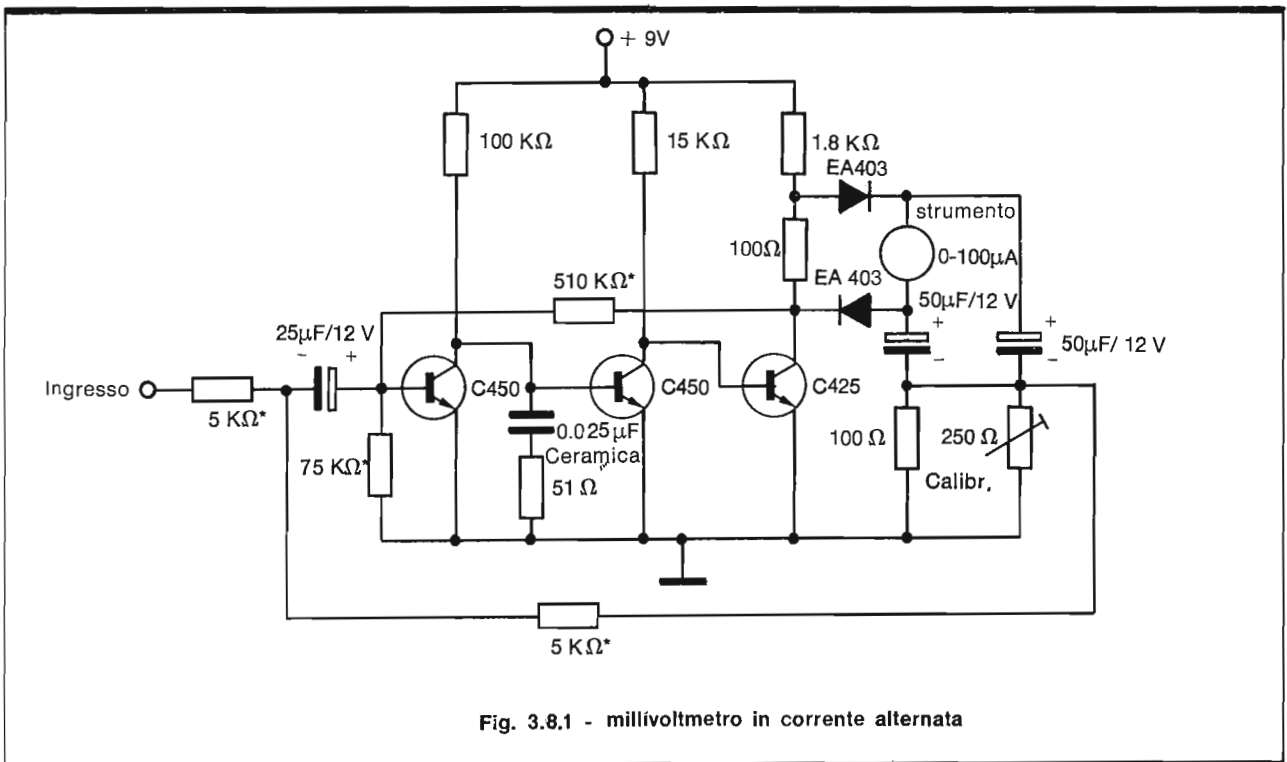 + 9V
100 KΩ
15 KΩ
1.8 KΩ
EA403
strumento
100Ω
0-100µA
510 KΩ*
EA 403
50µF/12 V
25µF/12 V
- +
+
-
+
-
50µF/ 12 V
Ingresso
5 KΩ*
C450
C450
C425
0.025µF
Ceramica
75 KΩ*
51 Ω
100 Ω
250 Ω
Calibr.
5 KΩ*
Fig. 3.8.1 - millivoltmetro in corrente alternata